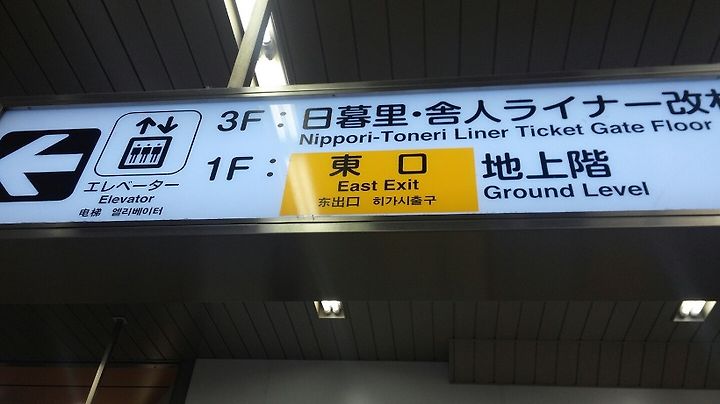 3F：日暮里・舎人ライナー改札
Nippori-Toneri Liner Ticket Gate Floor
1F：東 口 地上階
East Exit Ground Level
东出口 히가시출구
エレベーター
Elevator
电梯 엘리베이터